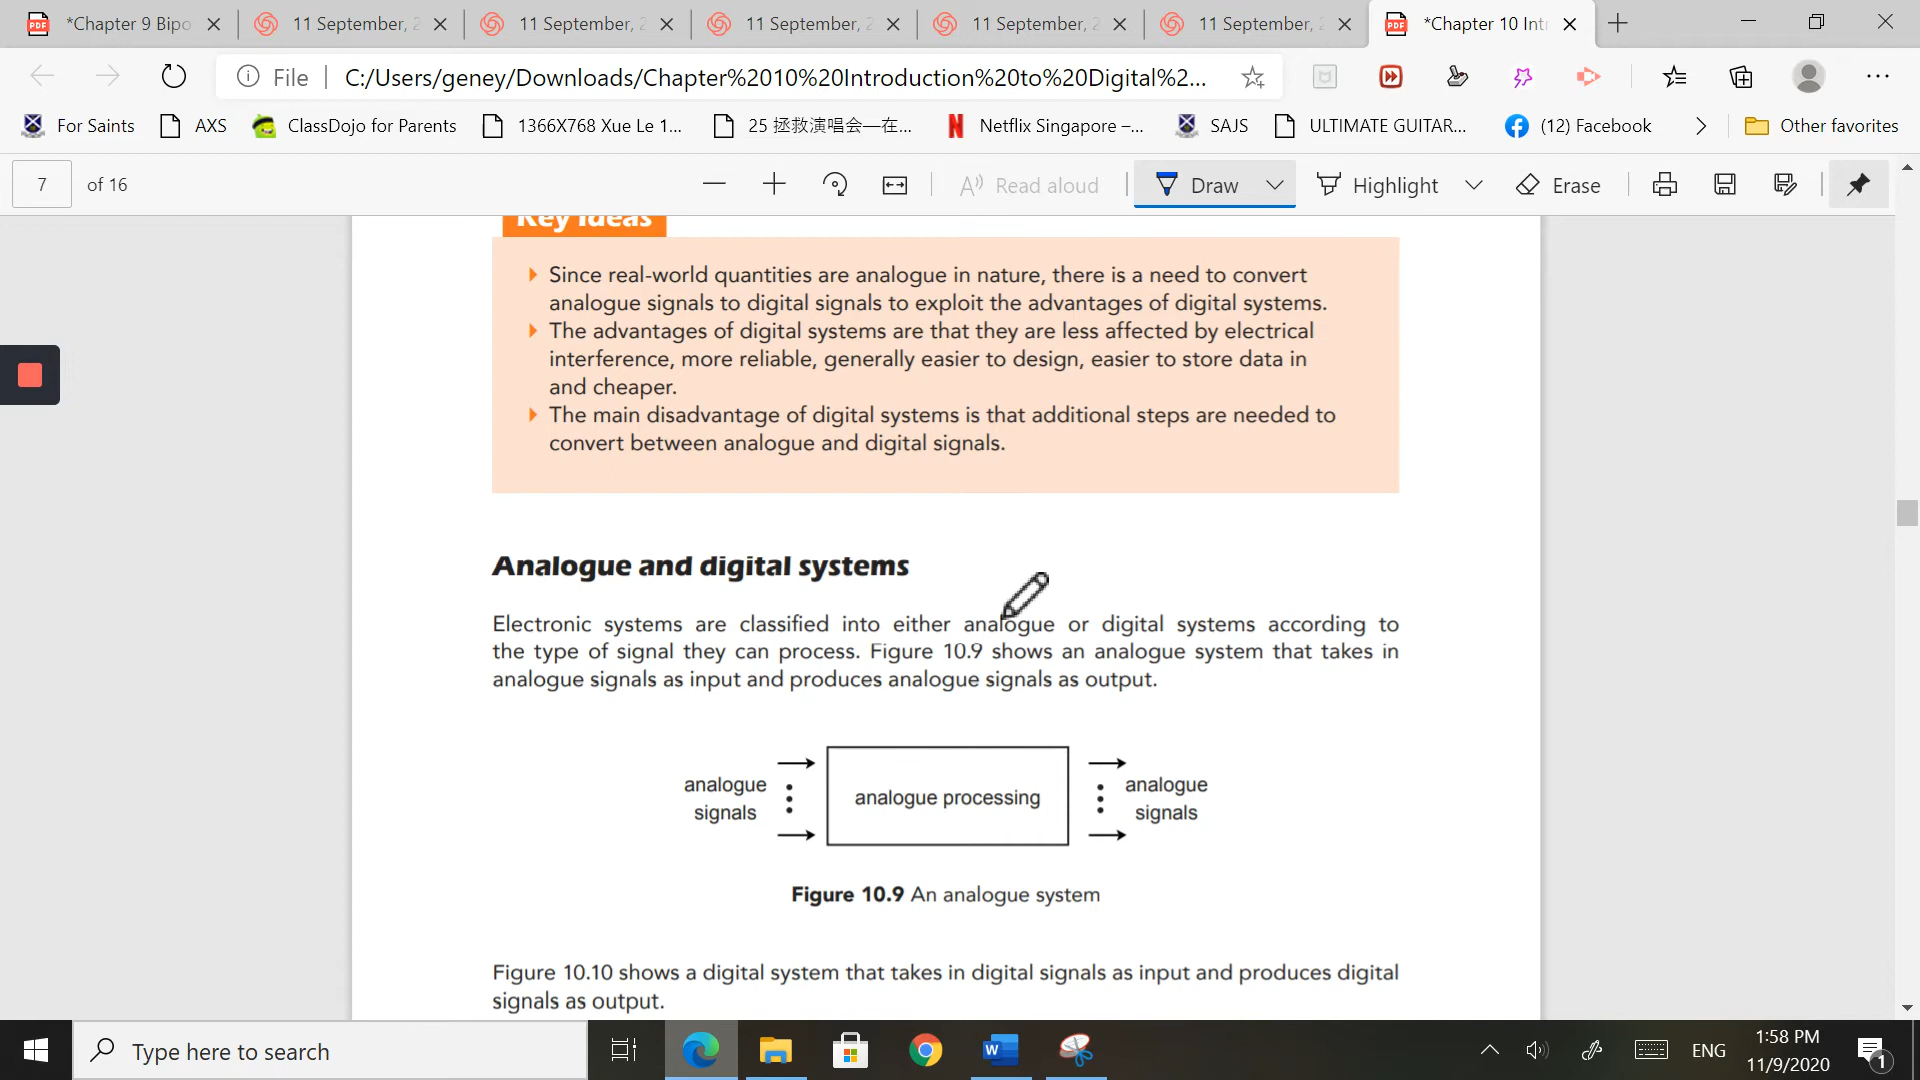 *Chapter 9 Bipo
11 September, 2
11 September, 2
11 September, 2
11 September, 2
11 September, 2
*Chapter 10 Intr
File
C:/Users/geney/Downloads/Chapter%2010%20Introduction%20to%20Digital%2...
For Saints
AXS
ClassDojo for Parents
1366X768 Xue Le 1...
25 拯救演唱会—在...
Netflix Singapore –...
SAJS
ULTIMATE GUITAR...
(12) Facebook
Other favorites
7
of 16
Read aloud
Draw
Highlight
Erase
Key Ideas
Since real-world quantities are analogue in nature, there is a need to convert
analogue signals to digital signals to exploit the advantages of digital systems.
The advantages of digital systems are that they are less affected by electrical
interference, more reliable, generally easier to design, easier to store data in
and cheaper.
The main disadvantage of digital systems is that additional steps are needed to
convert between analogue and digital signals.
Analogue and digital systems
Electronic systems are classified into either analogue or digital systems according to
the type of signal they can process. Figure 10.9 shows an analogue system that takes in
analogue signals as input and produces analogue signals as output.
analogue
signals
analogue processing
analogue
signals
Figure 10.9 An analogue system
Figure 10.10 shows a digital system that takes in digital signals as input and produces digital
signals as output.
Type here to search
ENG
1:58 PM
11/9/2020
1